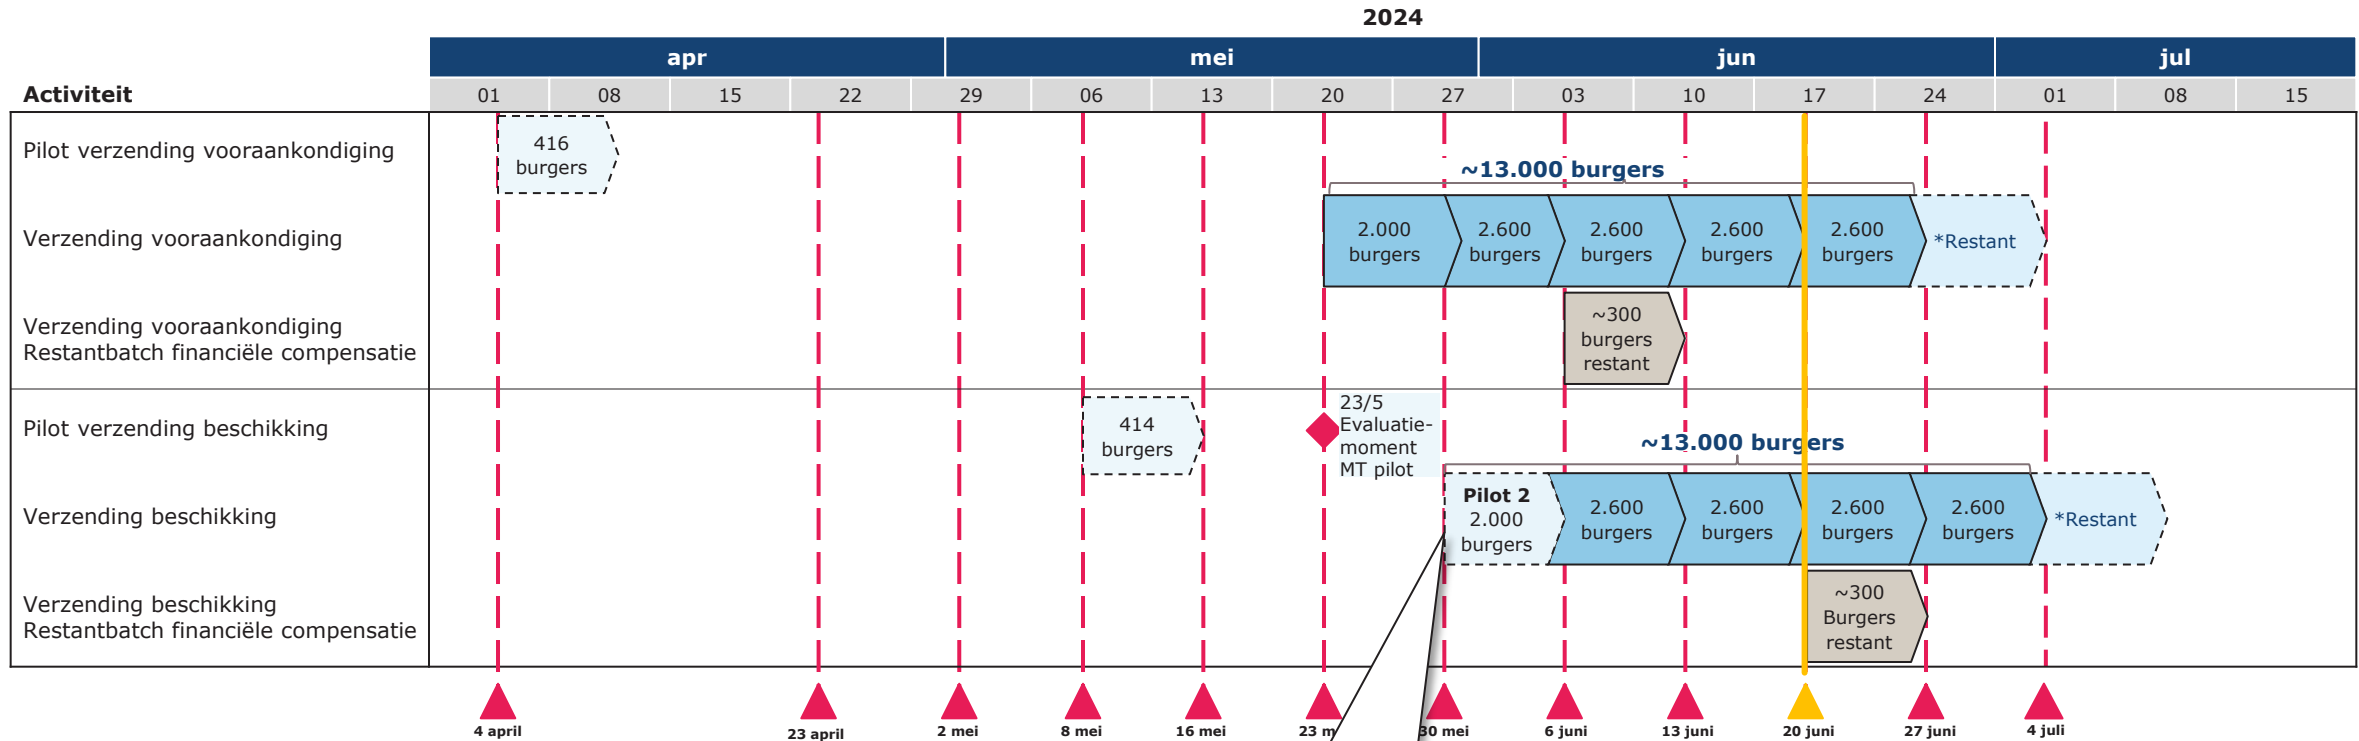 2024
apr mei jun jul
Activiteit 01 08 15 22 29 06 13 20 27 03 10 17 24 01 08 15
Pilot verzending vooraankondiging
416
burgers
~13.000 burgers
Verzending vooraankondiging
2.000
burgers
2.600
burgers
2.600
burgers
2.600
burgers
2.600
burgers
*Restant
Verzending vooraankondiging
Restantbatch financiële compensatie
~300
burgers
restant
Pilot verzending beschikking
414
burgers
23/5
Evaluatie-
moment
MT pilot
~13.000 burgers
Verzending beschikking
Pilot 2
2.000
burgers
2.600
burgers
2.600
burgers
2.600
burgers
2.600
burgers
*Restant
Verzending beschikking
Restantbatch financiële compensatie
~300
Burgers
restant
4 april 23 april 2 mei 8 mei 16 mei 23 m 30 mei 6 juni 13 juni 20 juni 27 juni 4 juli